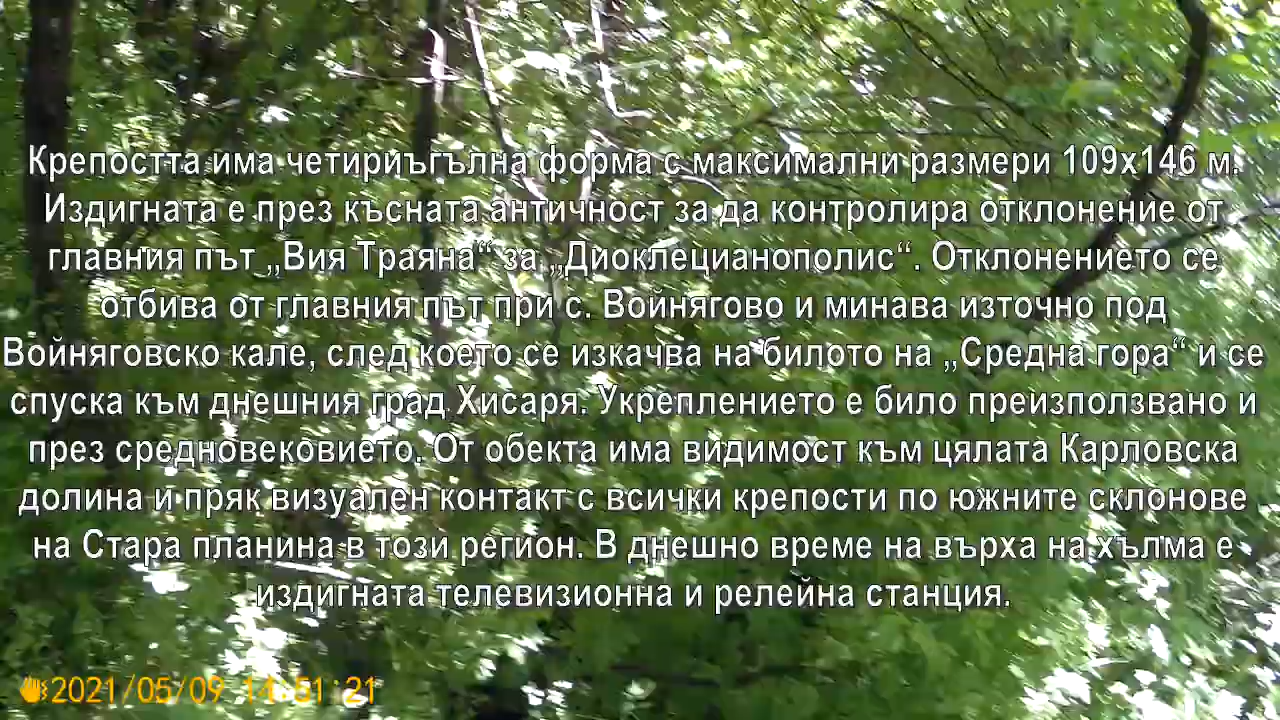 Крепостта има четириъгълна форма с максимални размери 109х146 м.
Издигната е през късната античност за да контролира отклонение от
главния път „Вия Траяна“ за „Диоклецианополис“. Отклонението се
отбива от главния път при с. Войнягово и минава източно под
Войняговско кале, след което се изкачва на билото на „Средна гора“ и се
спуска към днешния град Хисаря. Укреплението е било преизползвано и
през средновековието. От обекта има видимост към цялата Карловска
долина и пряк визуален контакт с всички крепости по южните склонове
на Стара планина в този регион. В днешно време на върха на хълма е
издигната телевизионна и релейна станция.
2021/05/09 14:51:21